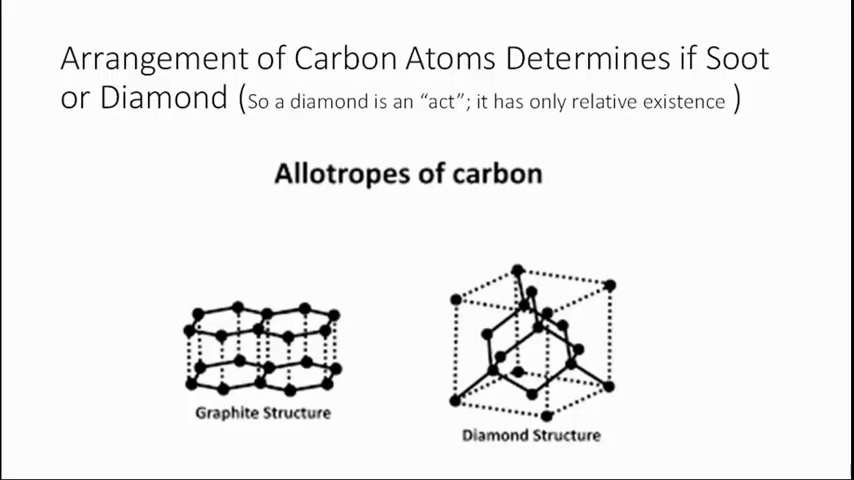 Arrangement of Carbon Atoms Determines if Soot
or Diamond (So a diamond is an “act”; it has only relative existence )
Allotropes of carbon
Graphite Structure
Diamond Structure